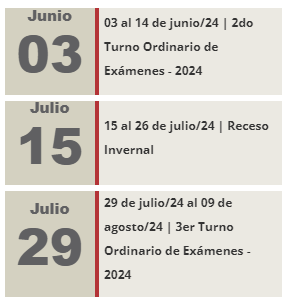 Junio
03
03 al 14 de junio/24 | 2do
Turno Ordinario de
Exámenes - 2024
Julio
15
15 al 26 de julio/24 | Receso
Invernal
Julio
29
29 de julio/24 al 09 de
agosto/24 | 3er Turno
Ordinario de Exámenes -
2024